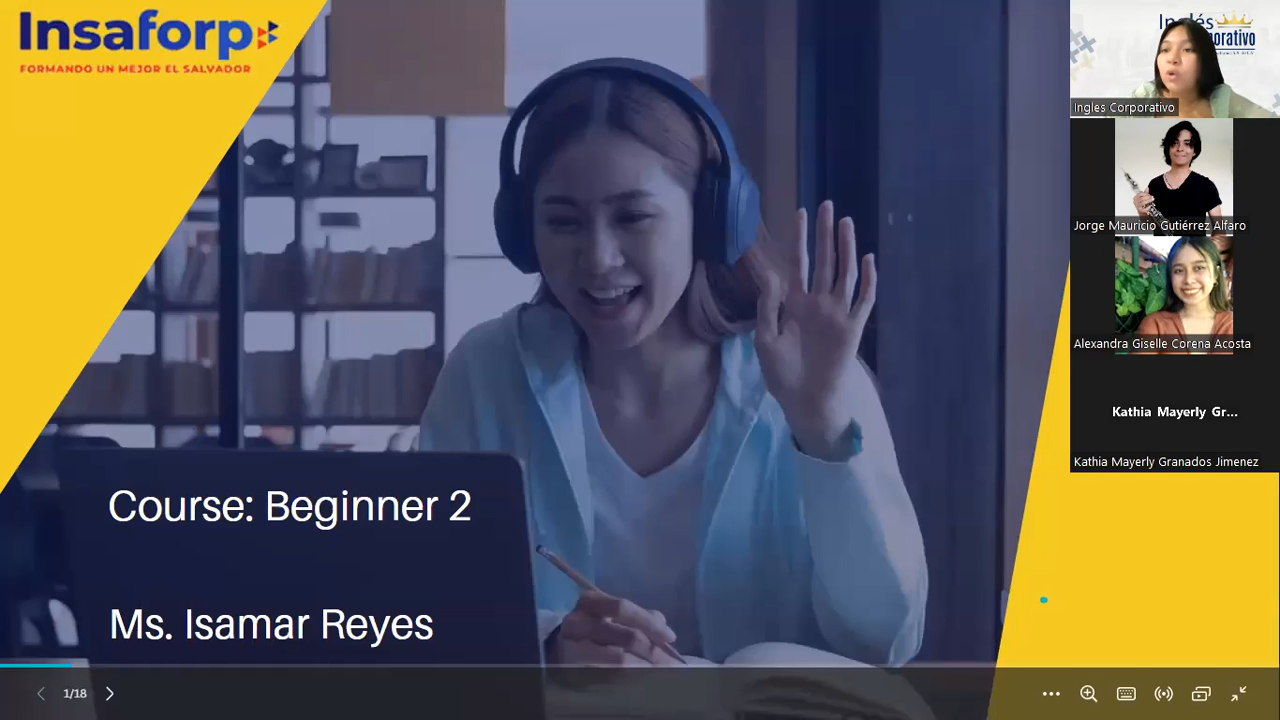 Insaforp
FORMANDO UN MEJOR EL SALVADOR
Course: Beginner 2
Ms. Isamar Reyes
1/18
Inglés
Ingles Corporativo
Jorge Mauricio Gutiérrez Alfaro
Alexandra Giselle Corena Acosta
Kathia Mayerly Gr...
Kathia Mayerly Granados Jimenez